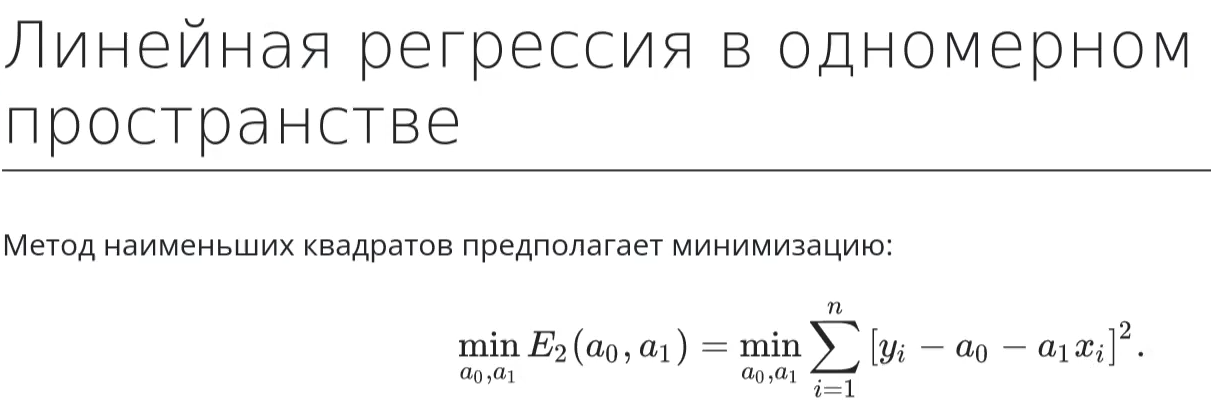 Линейная регрессия в одномерном
пространстве
Метод наименьших квадратов предполагает минимизацию:
$$\min_{a_0,a_1} E_2(a_0, a_1) = \min_{a_0,a_1} \sum_{i=1}^{n} [y_i - a_0 - a_1 x_i]^2.$$